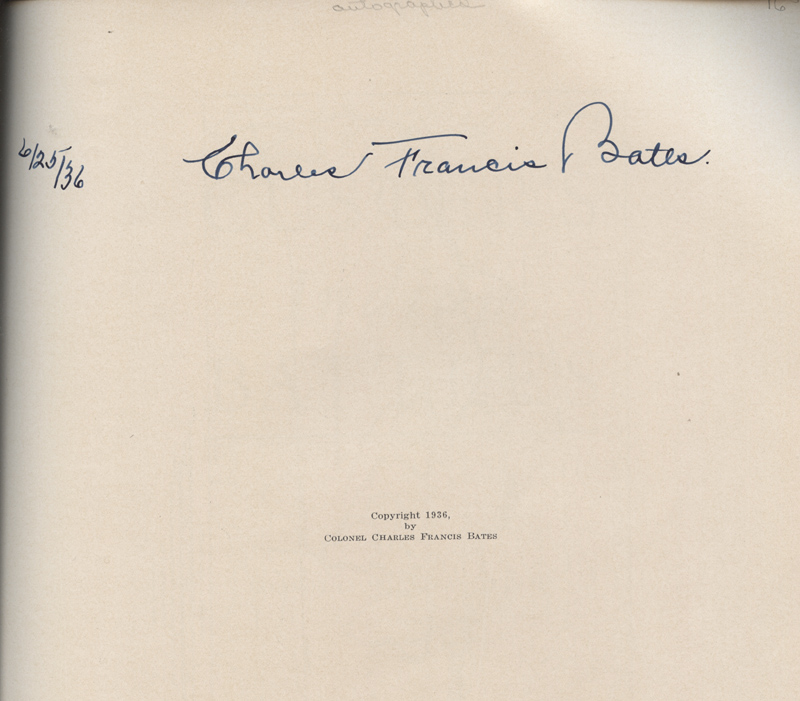 autographed
16
6/25/36
Charles Francis Bates.
Copyright 1936,
by
Colonel Charles Francis Bates